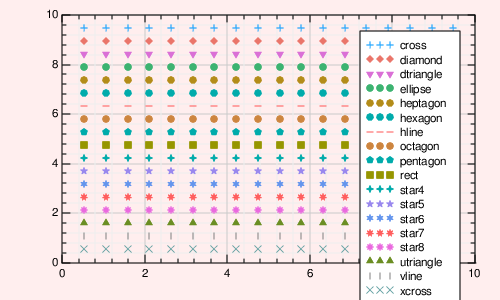 10
8
6
4
2
0
0 2 4 6 10
cross
diamond
dtriangle
ellipse
heptagon
hexagon
hline
octagon
pentagon
rect
star4
star5
star6
star7
star8
utriangle
vline
xcross